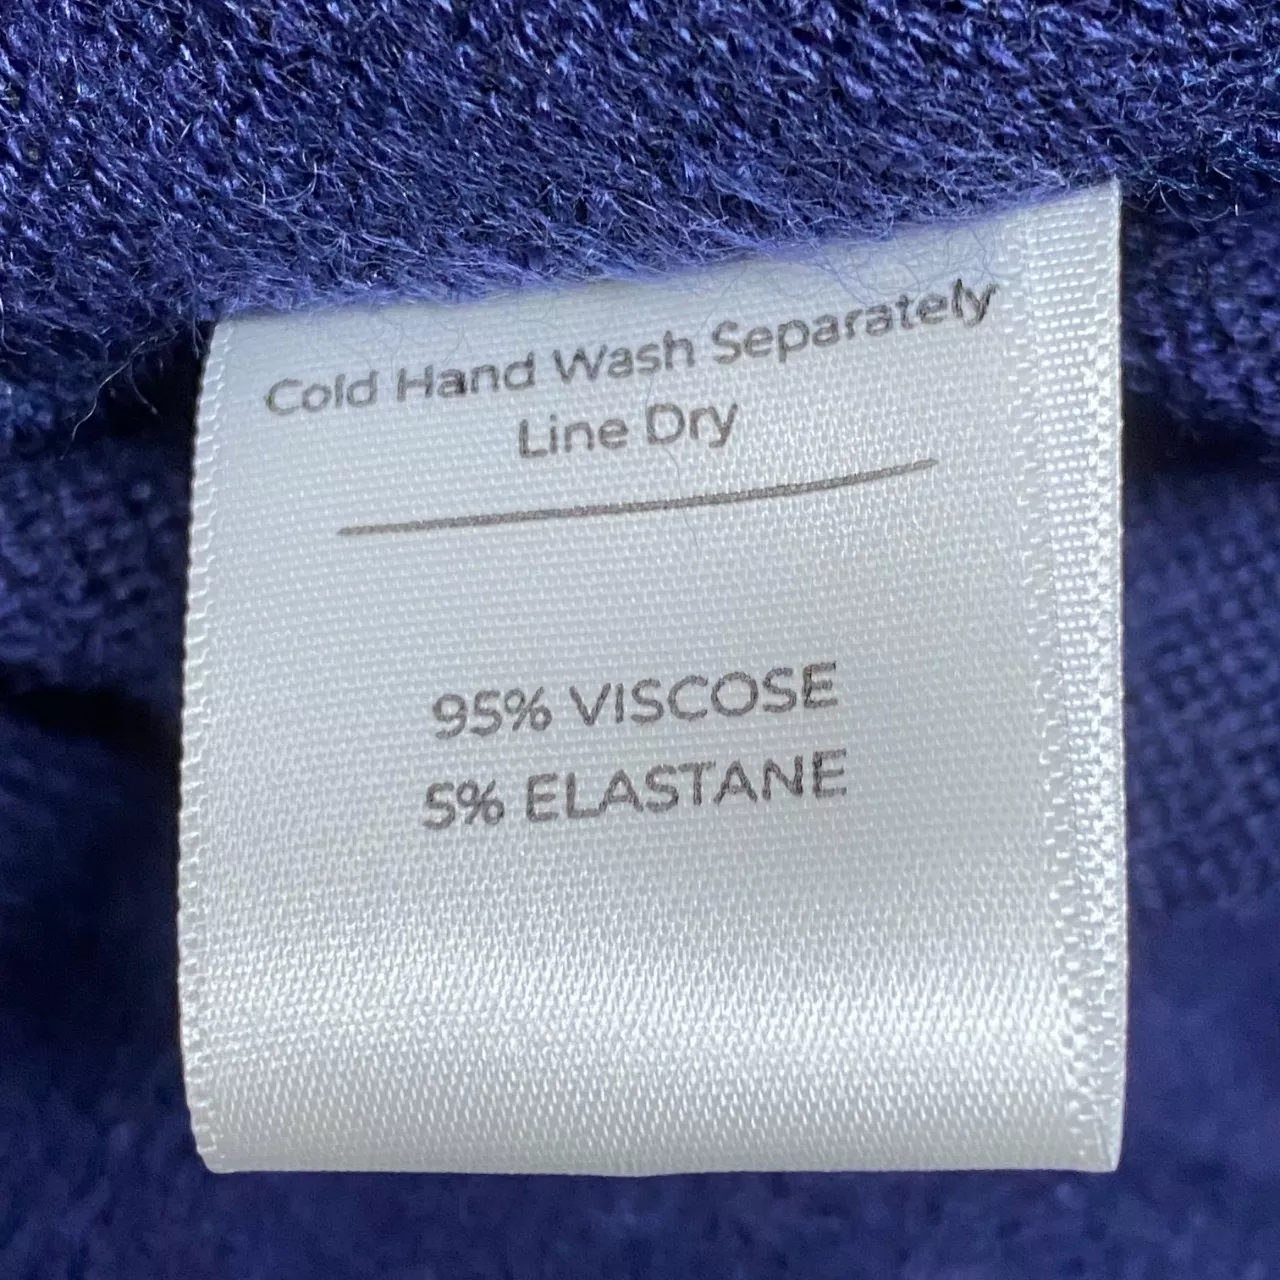 Cold Hand Wash Separately
Line Dry
95% VISCOSE
5% ELASTANE